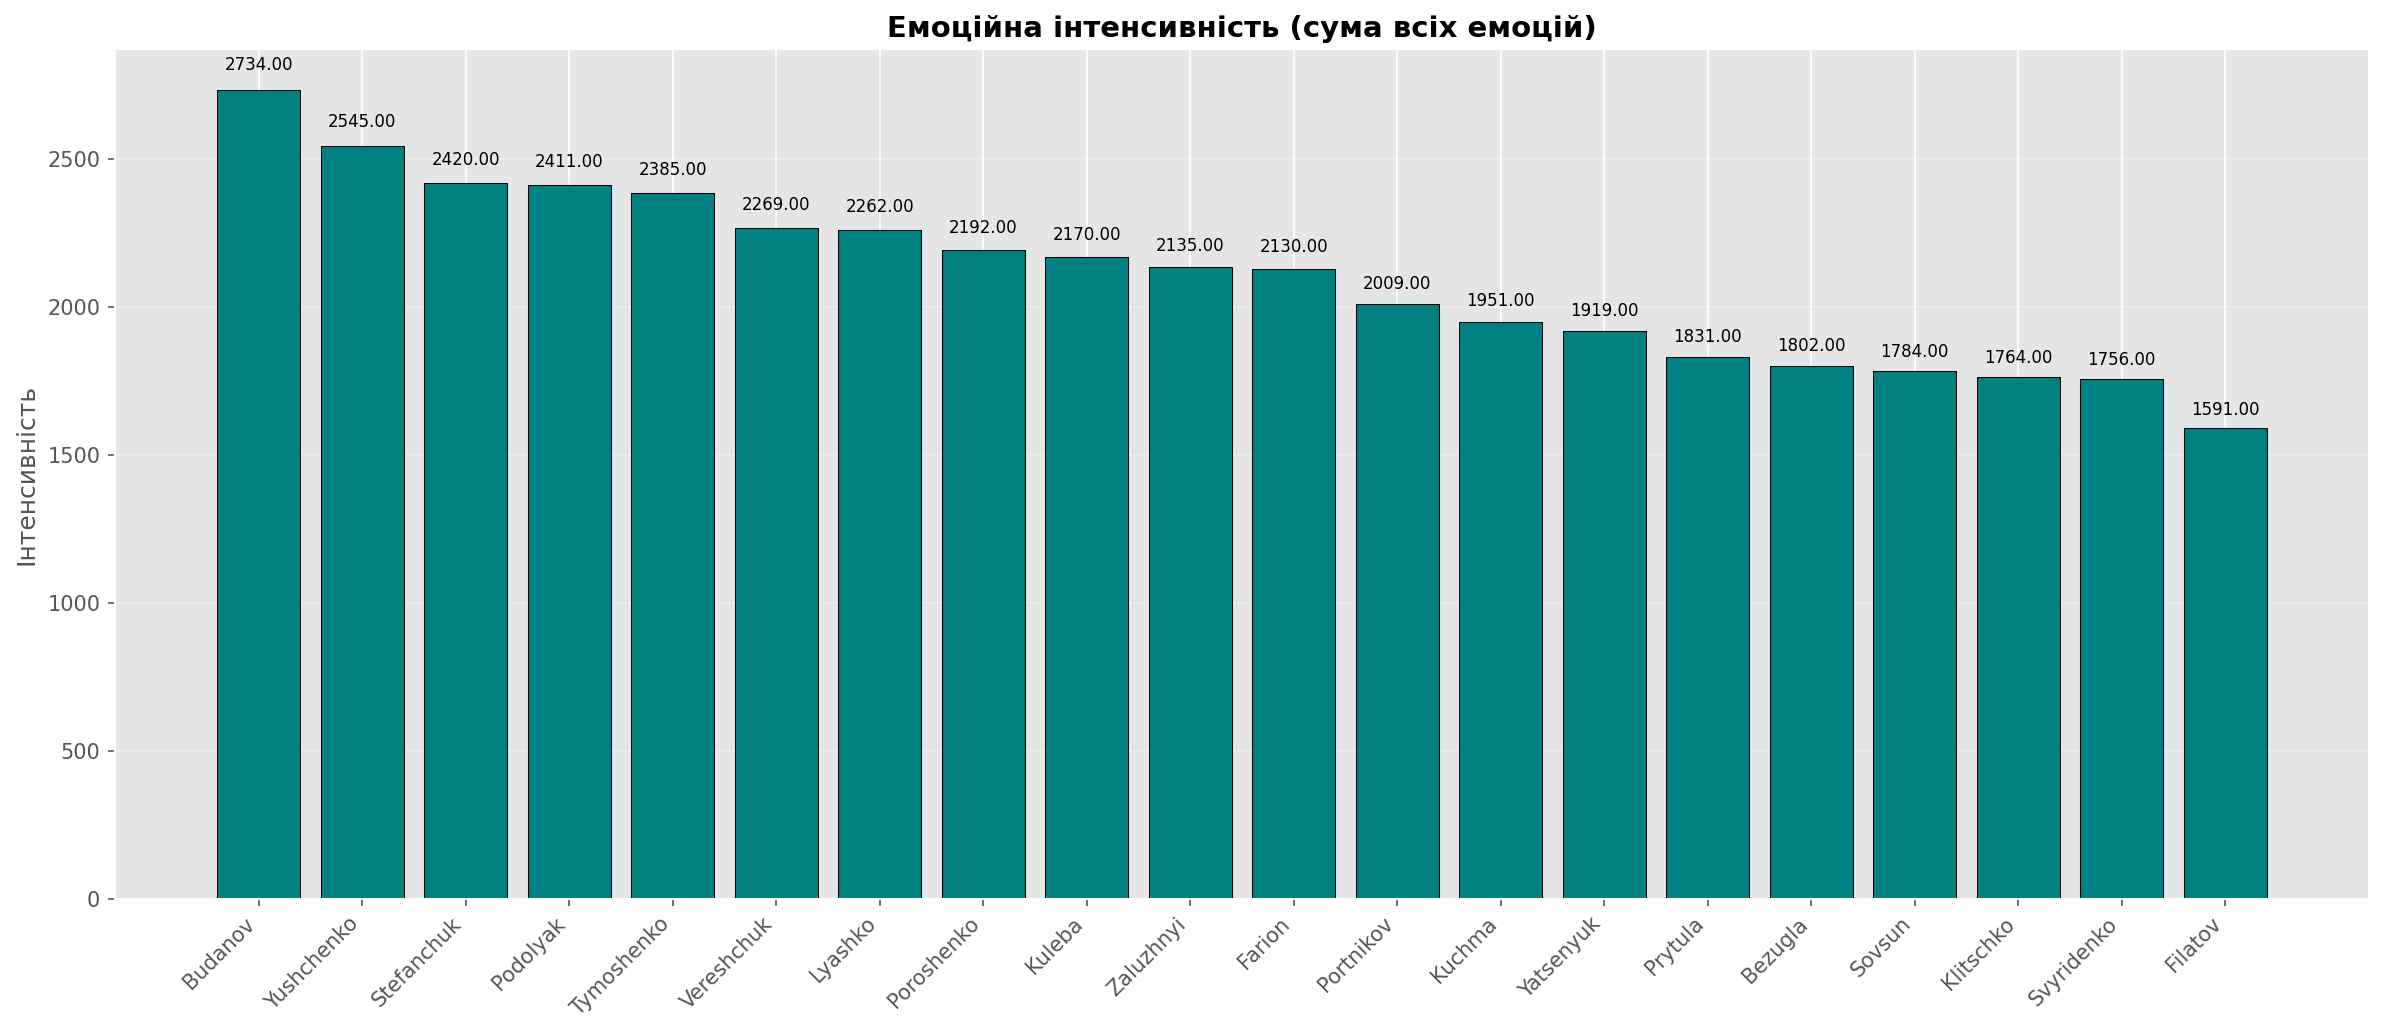 Емоційна інтенсивність (сума всіх емоцій)
Інтенсивність
2500
2000
1500
1000
500
0
2734.00
2545.00
2420.00
2411.00
2385.00
2269.00
2262.00
2192.00
2170.00
2135.00
2130.00
2009.00
1951.00
1919.00
1831.00
1802.00
1784.00
1764.00
1756.00
1591.00
Budanov
Yushchenko
Stefanchuk
Podolyak
Tymoshenko
Vereshchuk
Lyashko
Poroshenko
Kuleba
Zaluzhnyi
Farion
Portnikov
Kuchma
Yatsenyuk
Prytula
Bezugla
Sovsun
Klitschko
Svyridenko
Filatov